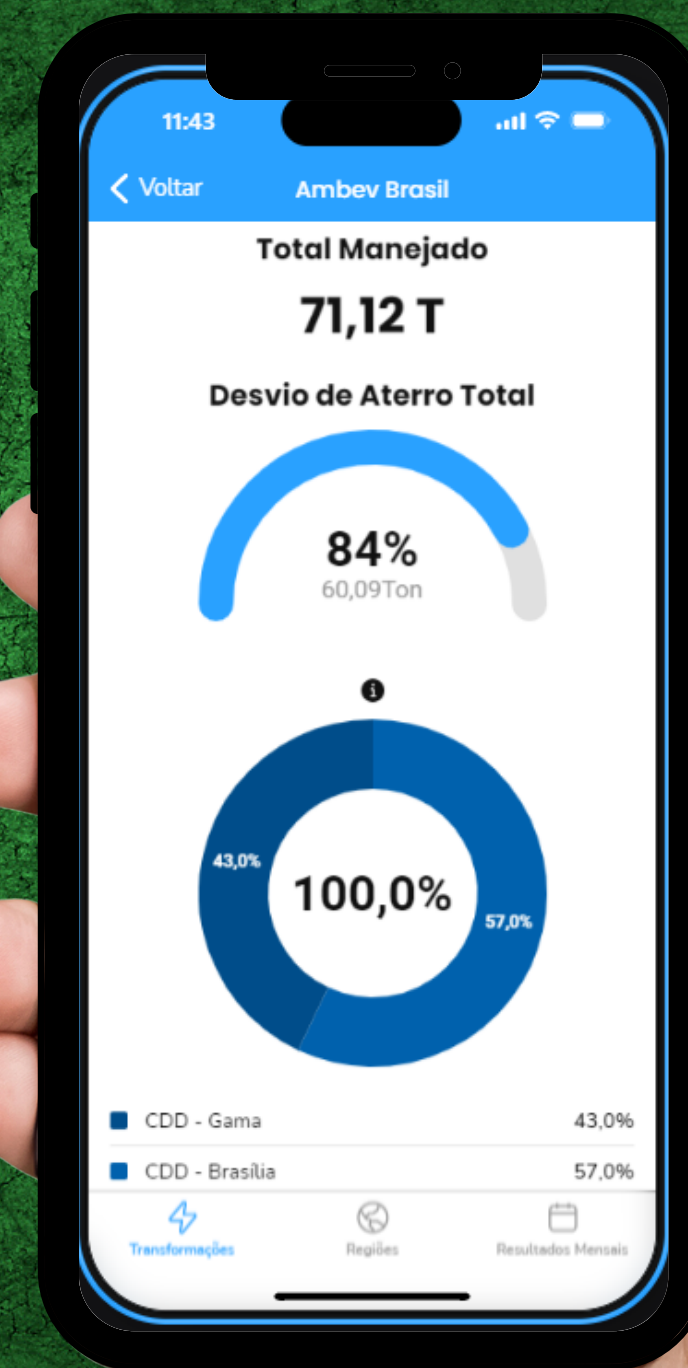 11:43
Voltar
Ambev Brasil
Total Manejado
71,12 T
Desvio de Aterro Total
84%
60,09Ton
43,0%
100,0%
57,0%
CDD - Gama 43,0%
CDD - Brasília 57,0%
Transformações Regiões Resultados Mensais